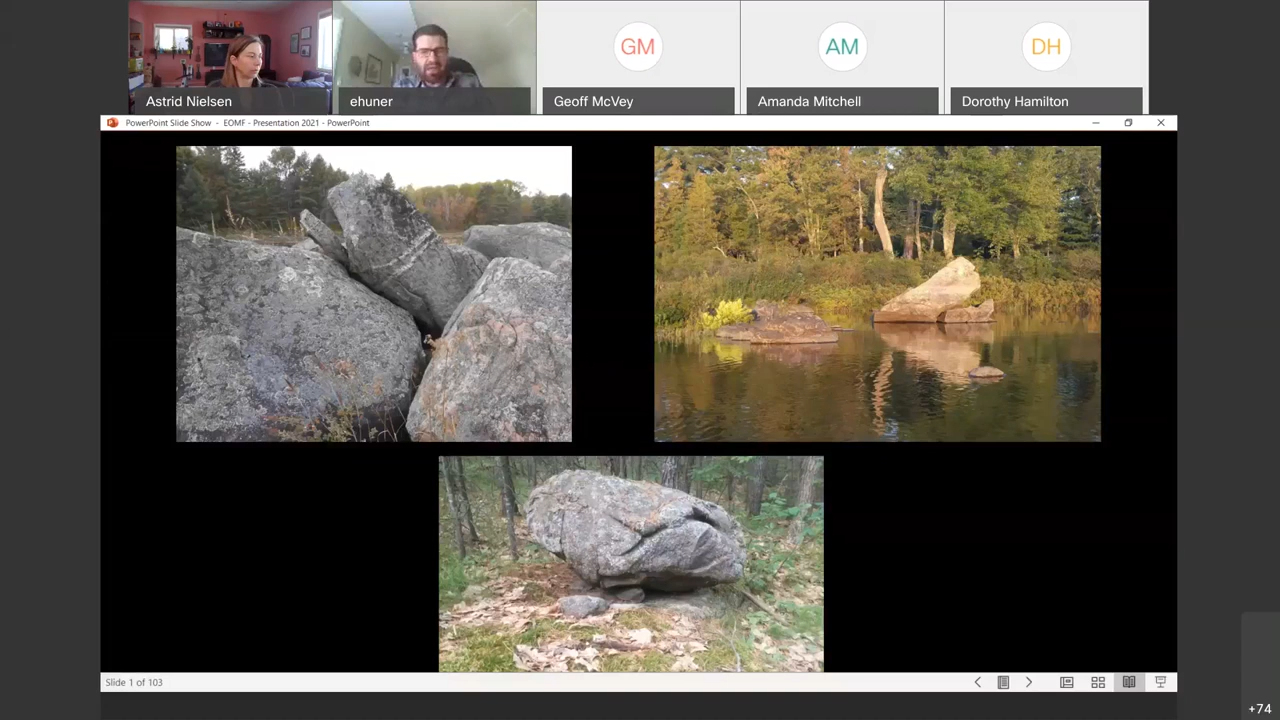 GM
AM
DH
Astrid Nielsen
ehuner
Geoff McVey
Amanda Mitchell
Dorothy Hamilton
PowerPoint Slide Show - EOMF - Presentation 2021 - PowerPoint
Slide 1 of 103
+74